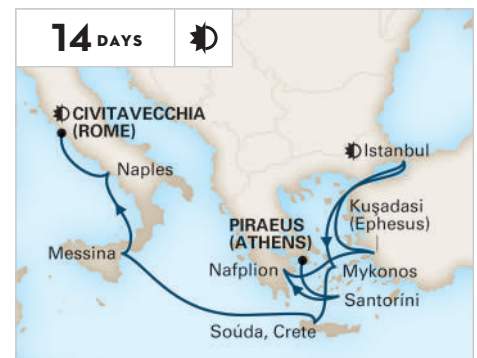 14 DAYS
CIVITAVECCHIA
(ROME)
Naples
Istanbul
Kuşadasi
(Ephesus)
PIRAEUS
(ATHENS)
Messina
Nafplion
Mykonos
Santorini
Soúda, Crete